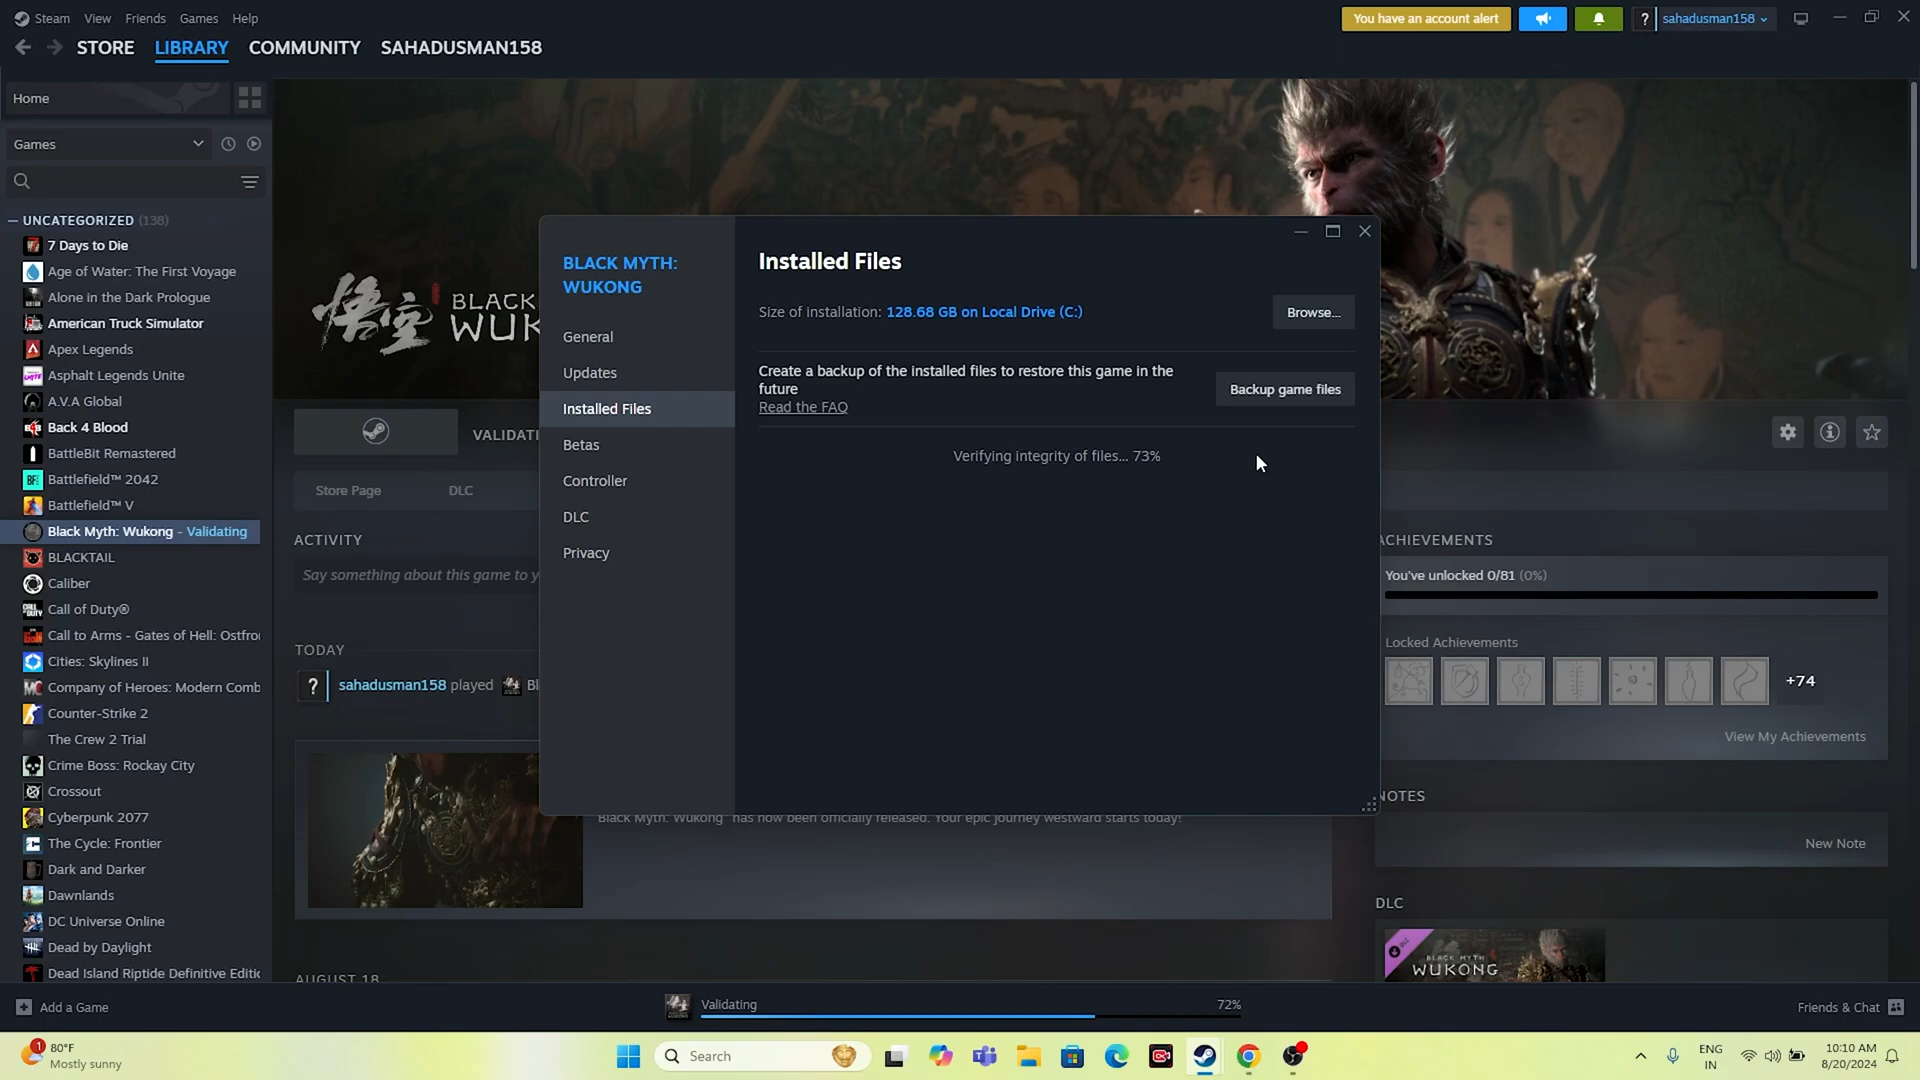 Steam View Friends Games Help
You have an account alert
? sahadusman158
STORE LIBRARY COMMUNITY SAHADUSMAN158
Home
Games
UNCATEGORIZED (138)
7 Days to Die
Age of Water: The First Voyage
Alone in the Dark Prologue
American Truck Simulator
Apex Legends
Asphalt Legends Unite
A.V.A Global
Back 4 Blood
BattleBit Remastered
Battlefield™ 2042
Battlefield™ V
Black Myth: Wukong - Validating
BLACKTAIL
Caliber
Call of Duty®
Call to Arms - Gates of Hell: Ostfro
Cities: Skylines II
Company of Heroes: Modern Comb
Counter-Strike 2
The Crew 2 Trial
Crime Boss: Rockay City
Crossout
Cyberpunk 2077
The Cycle: Frontier
Dark and Darker
Dawnlands
DC Universe Online
Dead by Daylight
Dead Island Riptide Definitive Editi
悟空 BLACK
WUK
VALIDATI
Store Page DLC
ACTIVITY
Say something about this game to y
TODAY
? sahadusman158 played Bl
Black Myth: Wukong" has now been officially released. Your epic journey westward starts today!
AUGUST 18
BLACK MYTH:
WUKONG
General
Updates
Installed Files
Betas
Controller
DLC
Privacy
Installed Files
Size of installation: 128.68 GB on Local Drive (C:)
Browse...
Create a backup of the installed files to restore this game in the
future
Read the FAQ
Backup game files
Verifying integrity of files... 73%
ACHIEVEMENTS
You've unlocked 0/81 (0%)
Locked Achievements
+74
View My Achievements
NOTES
New Note
DLC
BLACK MYTH
WUKONG
Add a Game
Validating 72%
Friends & Chat
1
80°F
Mostly sunny
Search
ENG
IN
10:10 AM
8/20/2024